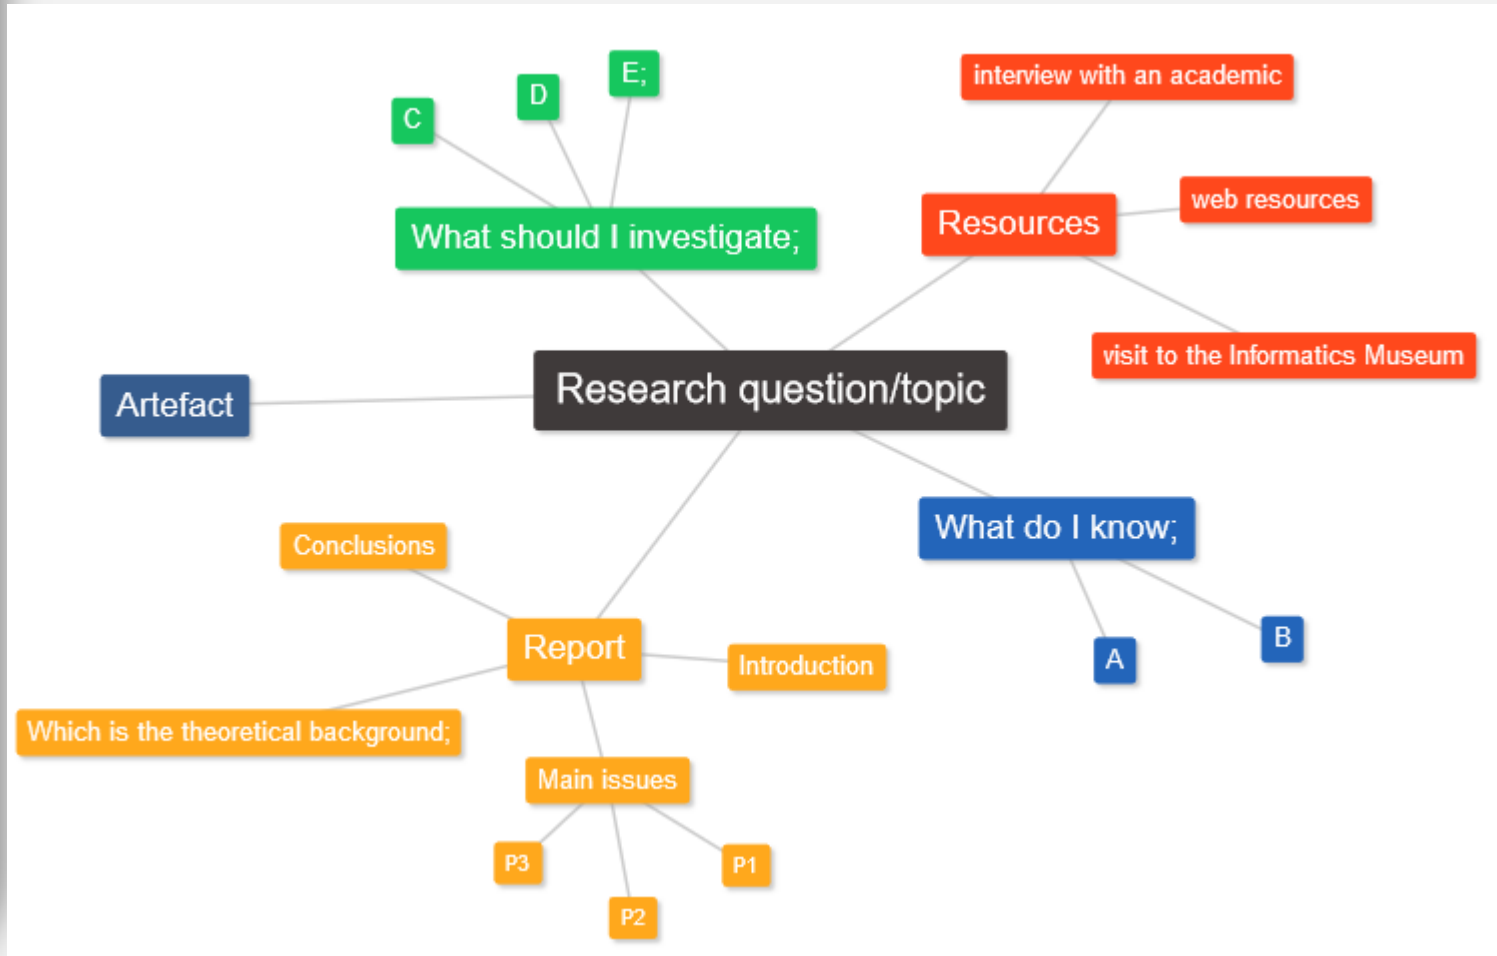 E;
D
C
What should I investigate;
interview with an academic
web resources
Resources
visit to the Informatics Museum
Research question/topic
Artefact
What do I know;
A
B
Conclusions
Report
Introduction
Which is the theoretical background;
Main issues
P3
P1
P2